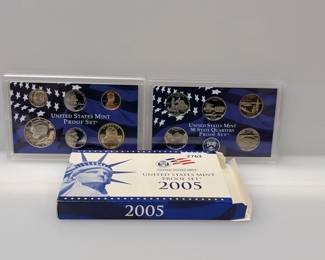 UNITED STATES MINT
PROOF SET
UNITED STATES MINT
50 STATE QUARTERS
PROOF SET
2763
UNITED STATES MINT
PROOF SET
2005
2005